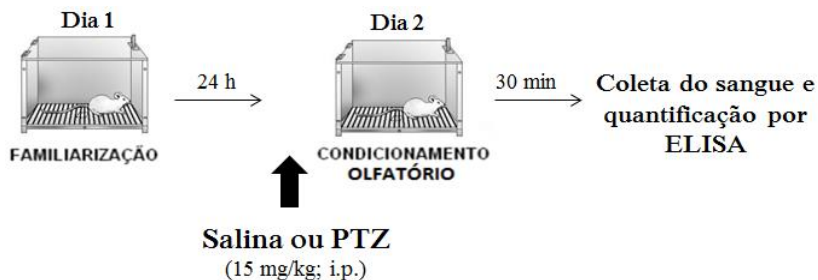 Dia 1
Dia 2
24 h
30 min
Coleta do sangue e
quantificação por
ELISA
FAMILIARIZAÇÃO
CONDICIONAMENTO
OLFATÓRIO
Salina ou PTZ
(15 mg/kg; i.p.)